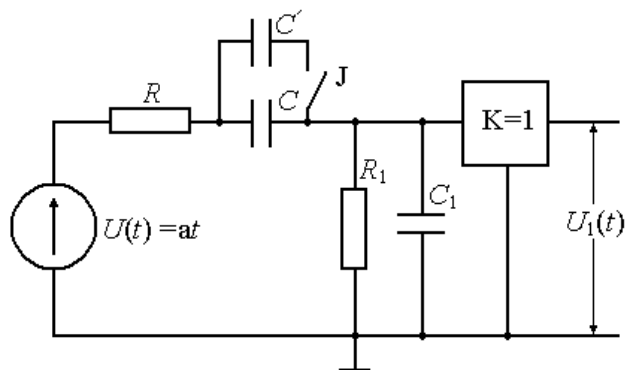 C′
J
R
C
K=1
R₁
C₁
U(t) =at
U₁(t)